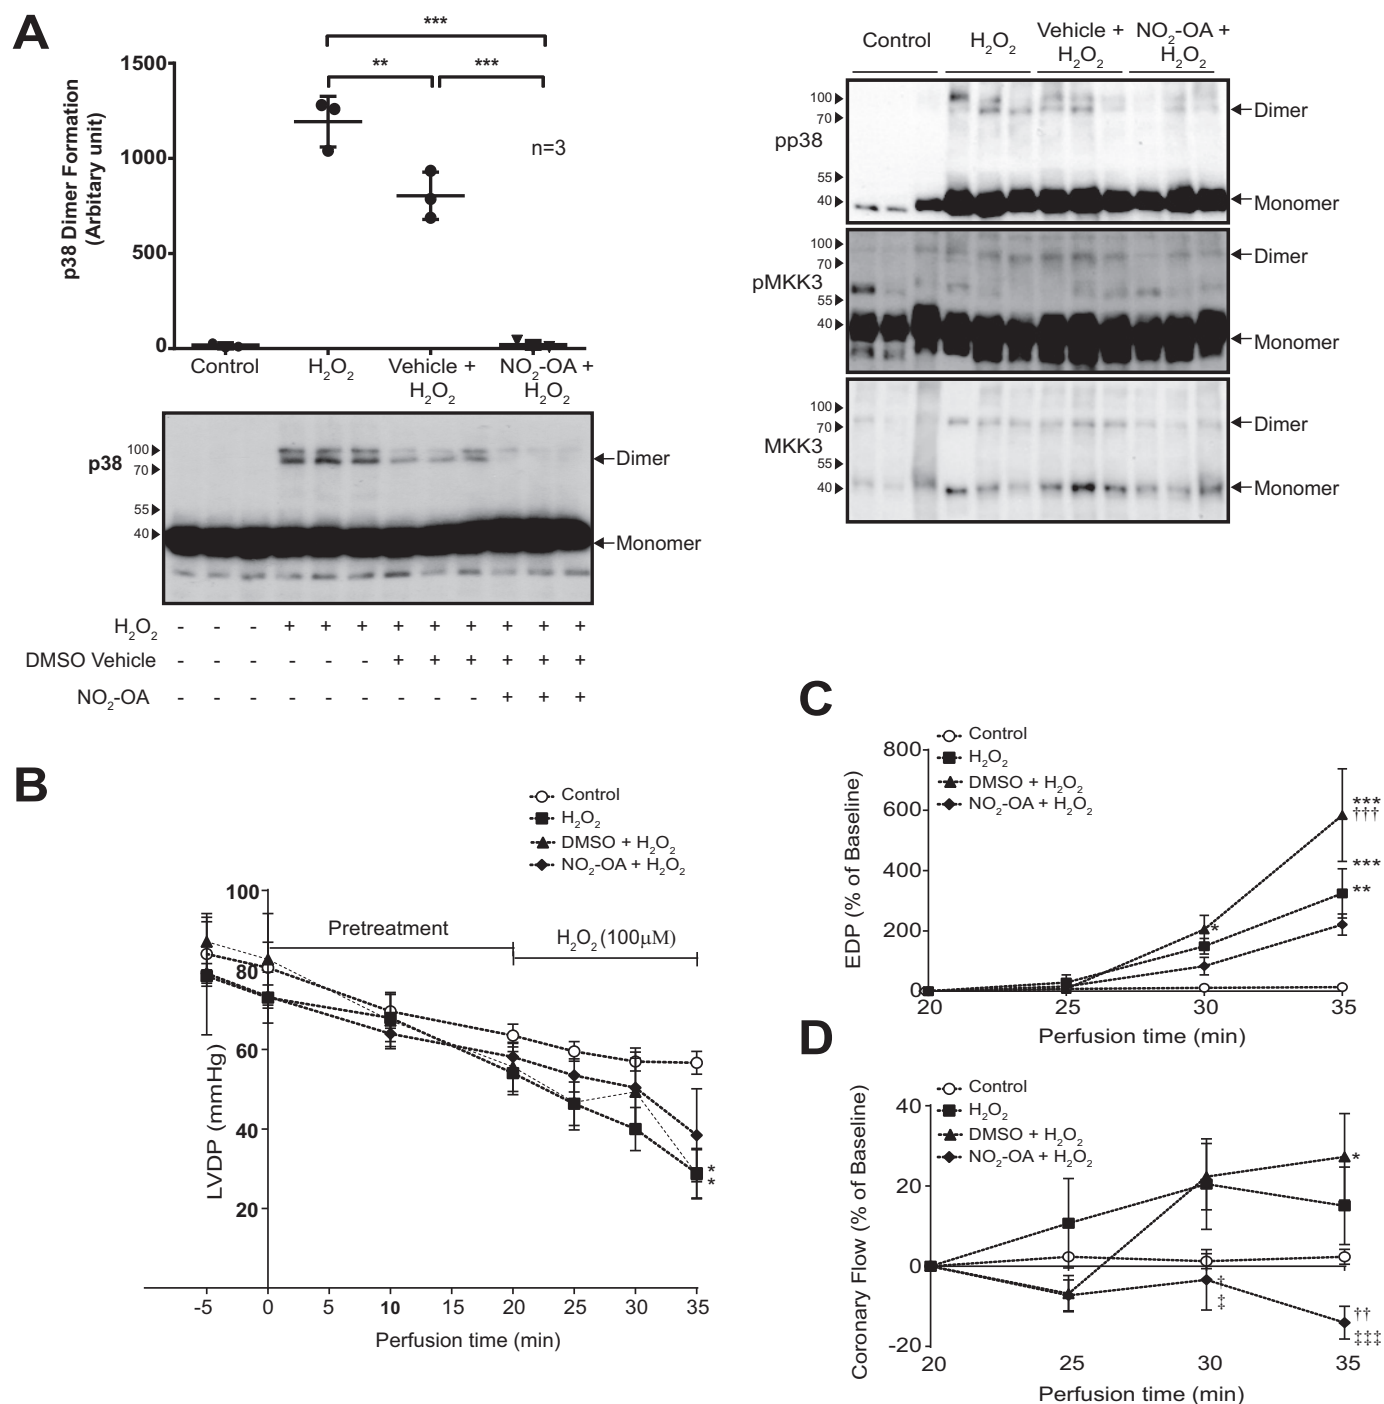 A
***
** ***
1500
1000
500
0
p38 Dimer Formation
(Arbitary unit)
n=3
Control H₂O₂ Vehicle + NO₂-OA +
H₂O₂ H₂O₂
p38
100
70
55
40
Dimer
Monomer
H₂O₂ - - - + + + + + + + + +
DMSO Vehicle - - - - - - + + + + + +
NO₂-OA - - - - - - - - - + + +
Control H₂O₂ Vehicle + NO₂-OA +
H₂O₂ H₂O₂
pp38
100
70
55
40
Dimer
Monomer
pMKK3
100
70
55
40
Dimer
Monomer
MKK3
100
70
55
40
Dimer
Monomer
B
Control
H₂O₂
DMSO + H₂O₂
NO₂-OA + H₂O₂
Pretreatment
H₂O₂ (100μM)
100
80
60
40
20
LVDP (mmHg)
*
*
-5 0 5 10 15 20 25 30 35
Perfusion time (min)
C
Control
H₂O₂
DMSO + H₂O₂
NO₂-OA + H₂O₂
800
600
400
200
0
EDP (% of Baseline)
*
***
†††
***
**
20 25 30 35
Perfusion time (min)
D
Control
H₂O₂
DMSO + H₂O₂
NO₂-OA + H₂O₂
40
20
0
-20
Coronary Flow (% of Baseline)
*
†
‡
††
‡‡‡
20 25 30 35
Perfusion time (min)